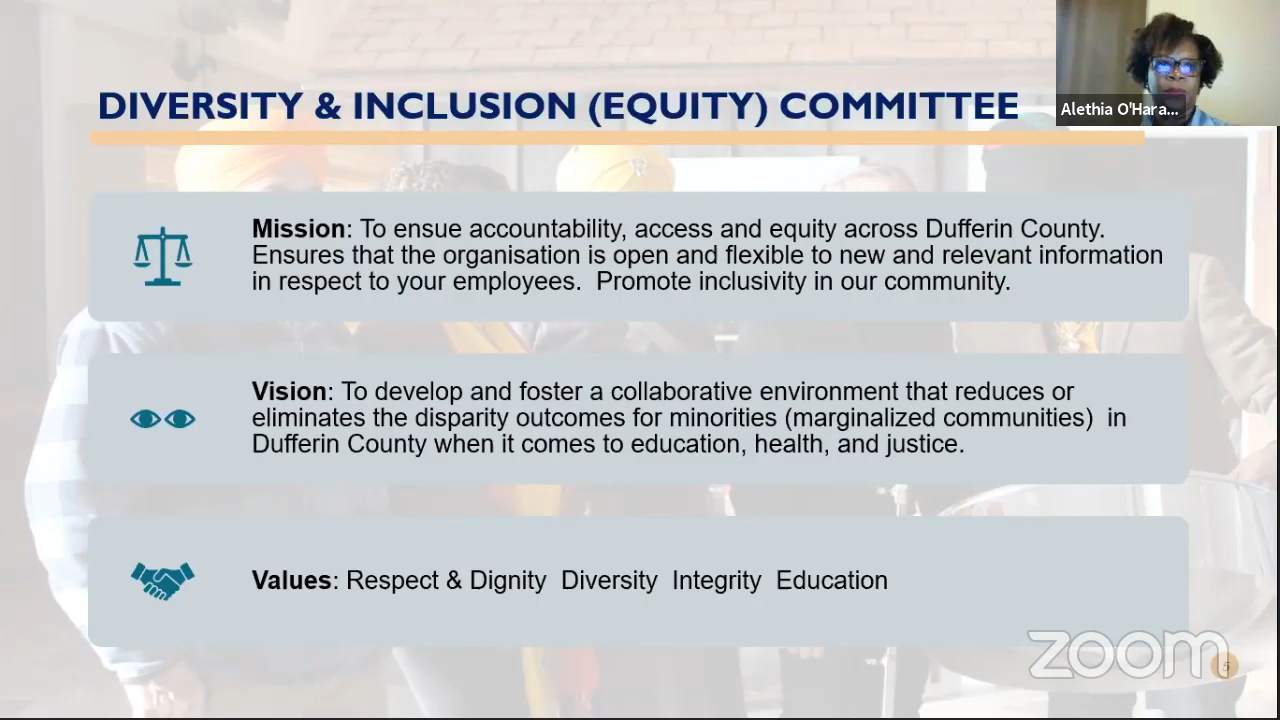 DIVERSITY & INCLUSION (EQUITY) COMMITTEE
Alethia O'Hara...
Mission: To ensue accountability, access and equity across Dufferin County.
Ensures that the organisation is open and flexible to new and relevant information
in respect to your employees.  Promote inclusivity in our community.
Vision: To develop and foster a collaborative environment that reduces or
eliminates the disparity outcomes for minorities (marginalized communities)  in
Dufferin County when it comes to education, health, and justice.
Values: Respect & Dignity  Diversity  Integrity  Education
zoom
5